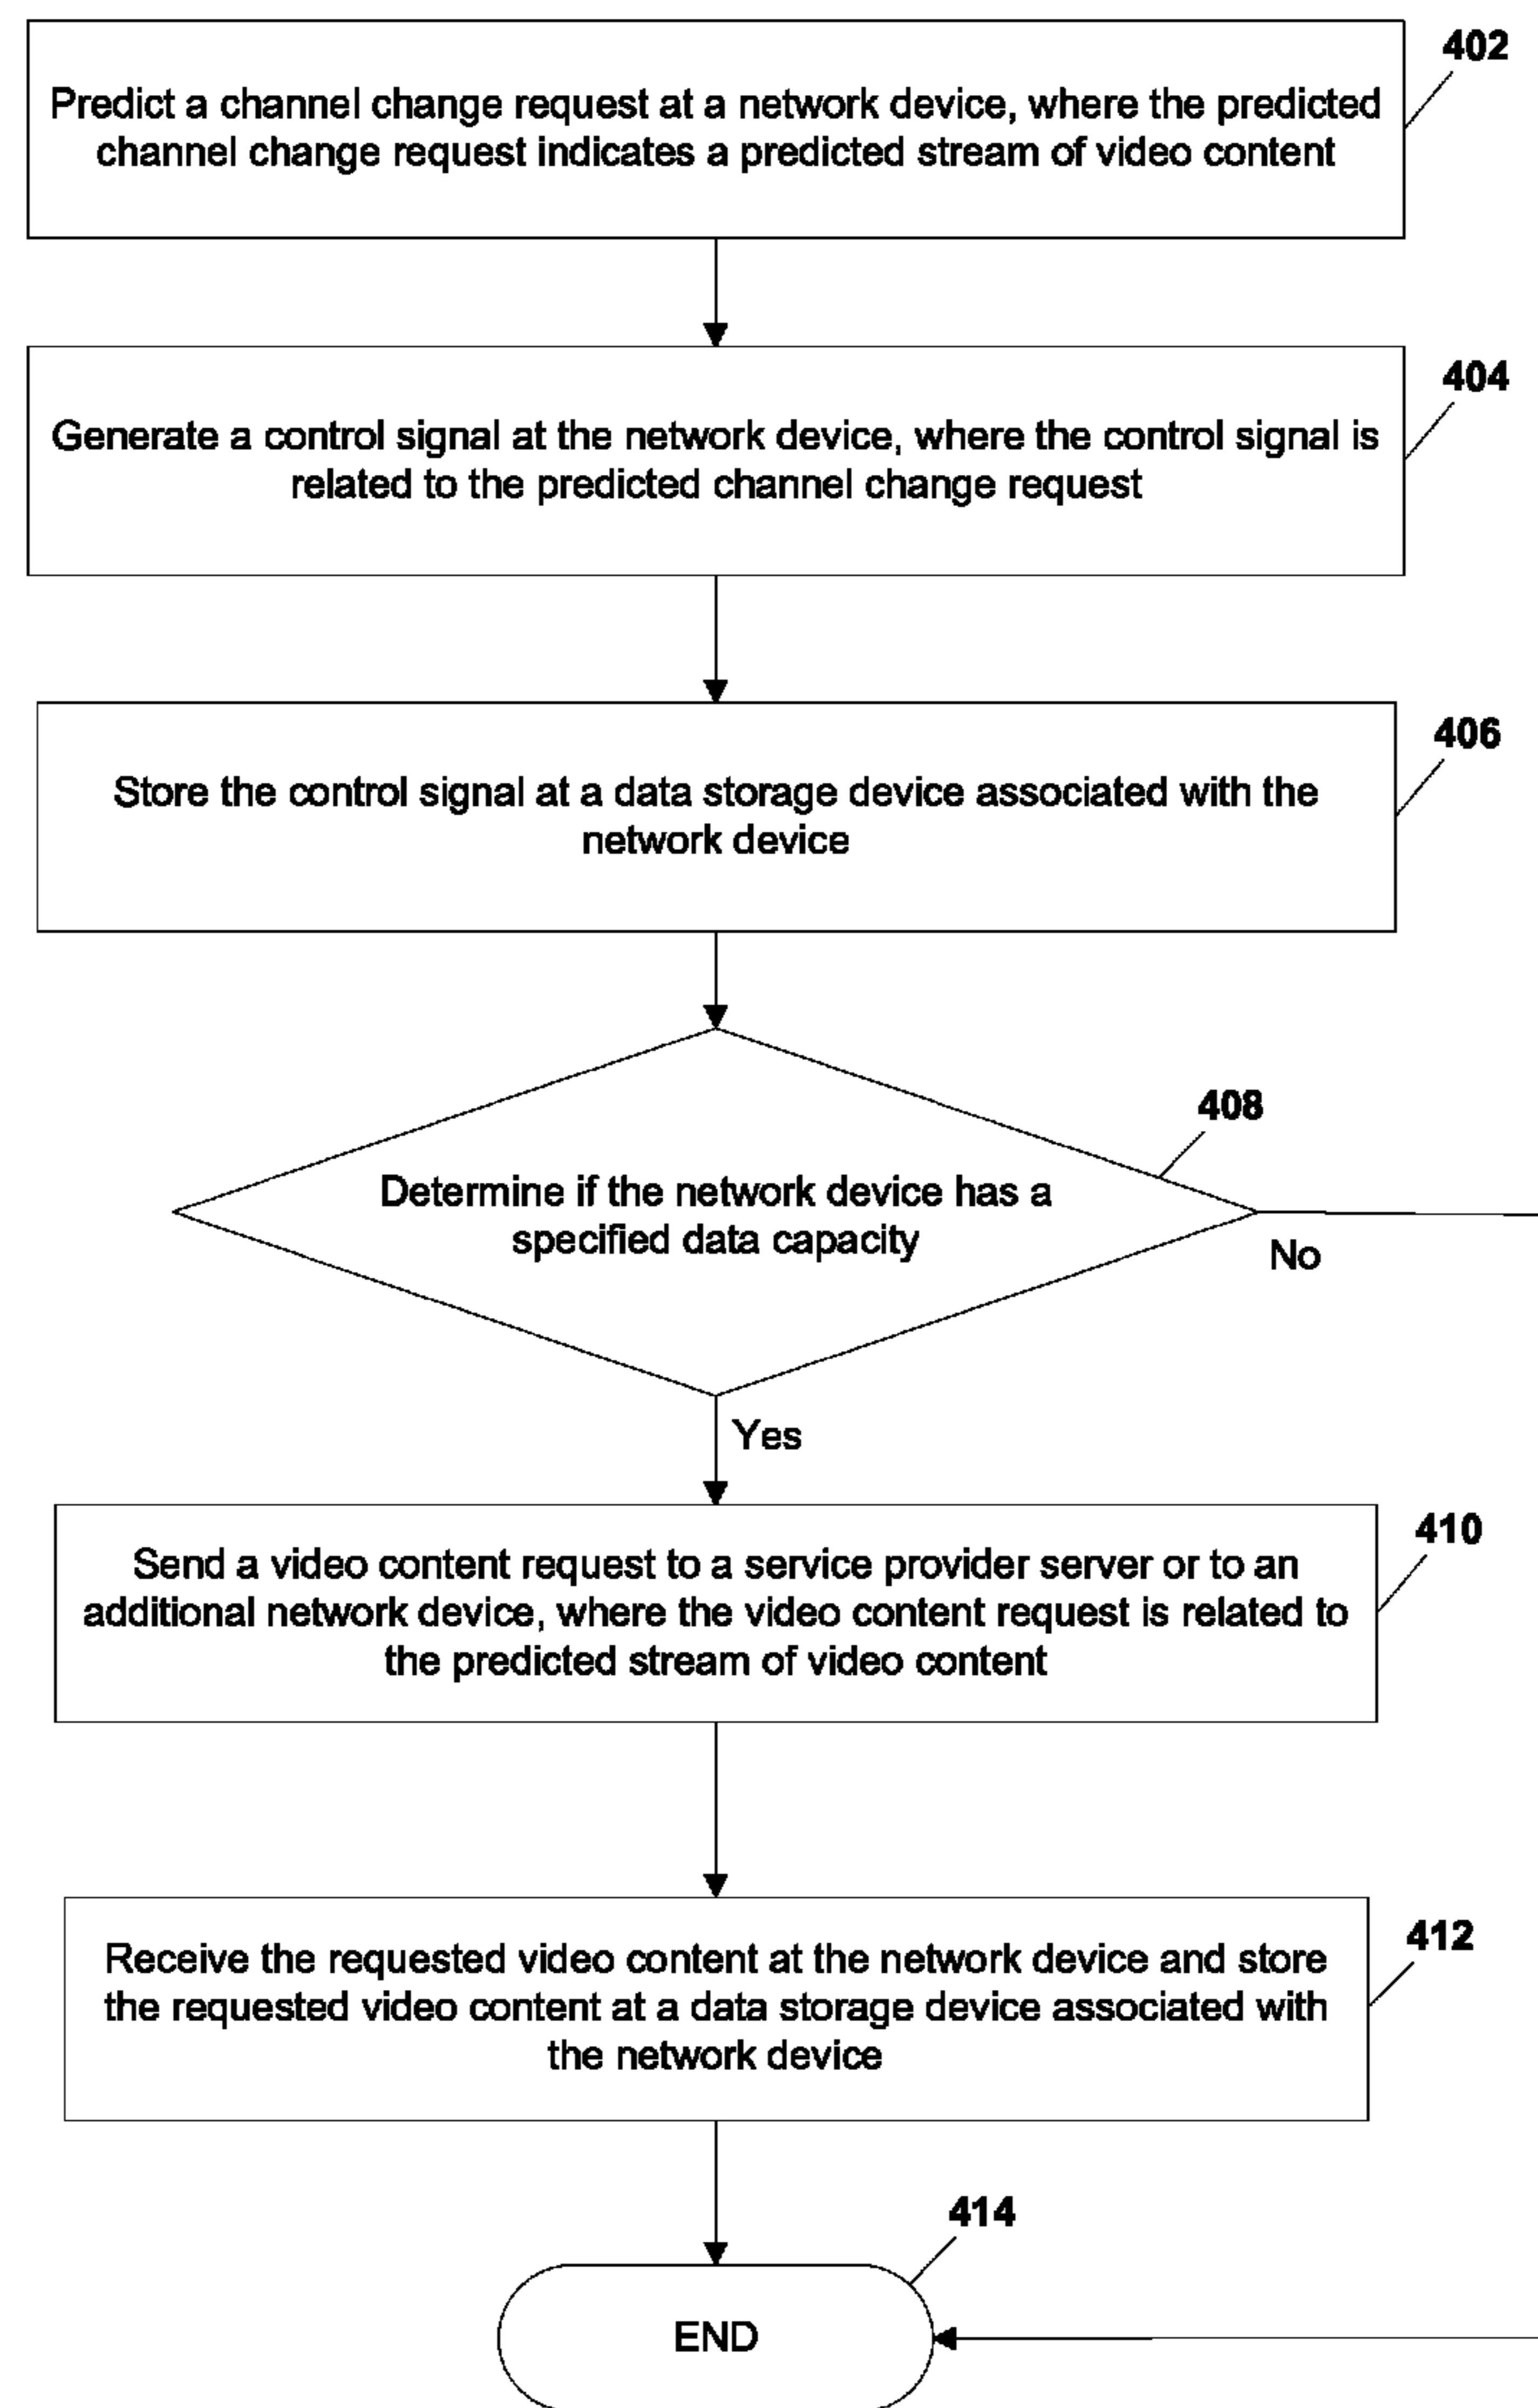 402
Predict a channel change request at a network device, where the predicted
channel change request indicates a predicted stream of video content
404
Generate a control signal at the network device, where the control signal is
related to the predicted channel change request
406
Store the control signal at a data storage device associated with the
network device
408
Determine if the network device has a
specified data capacity
No
Yes
410
Send a video content request to a service provider server or to an
additional network device, where the video content request is related to
the predicted stream of video content
412
Receive the requested video content at the network device and store
the requested video content at a data storage device associated with
the network device
414
END